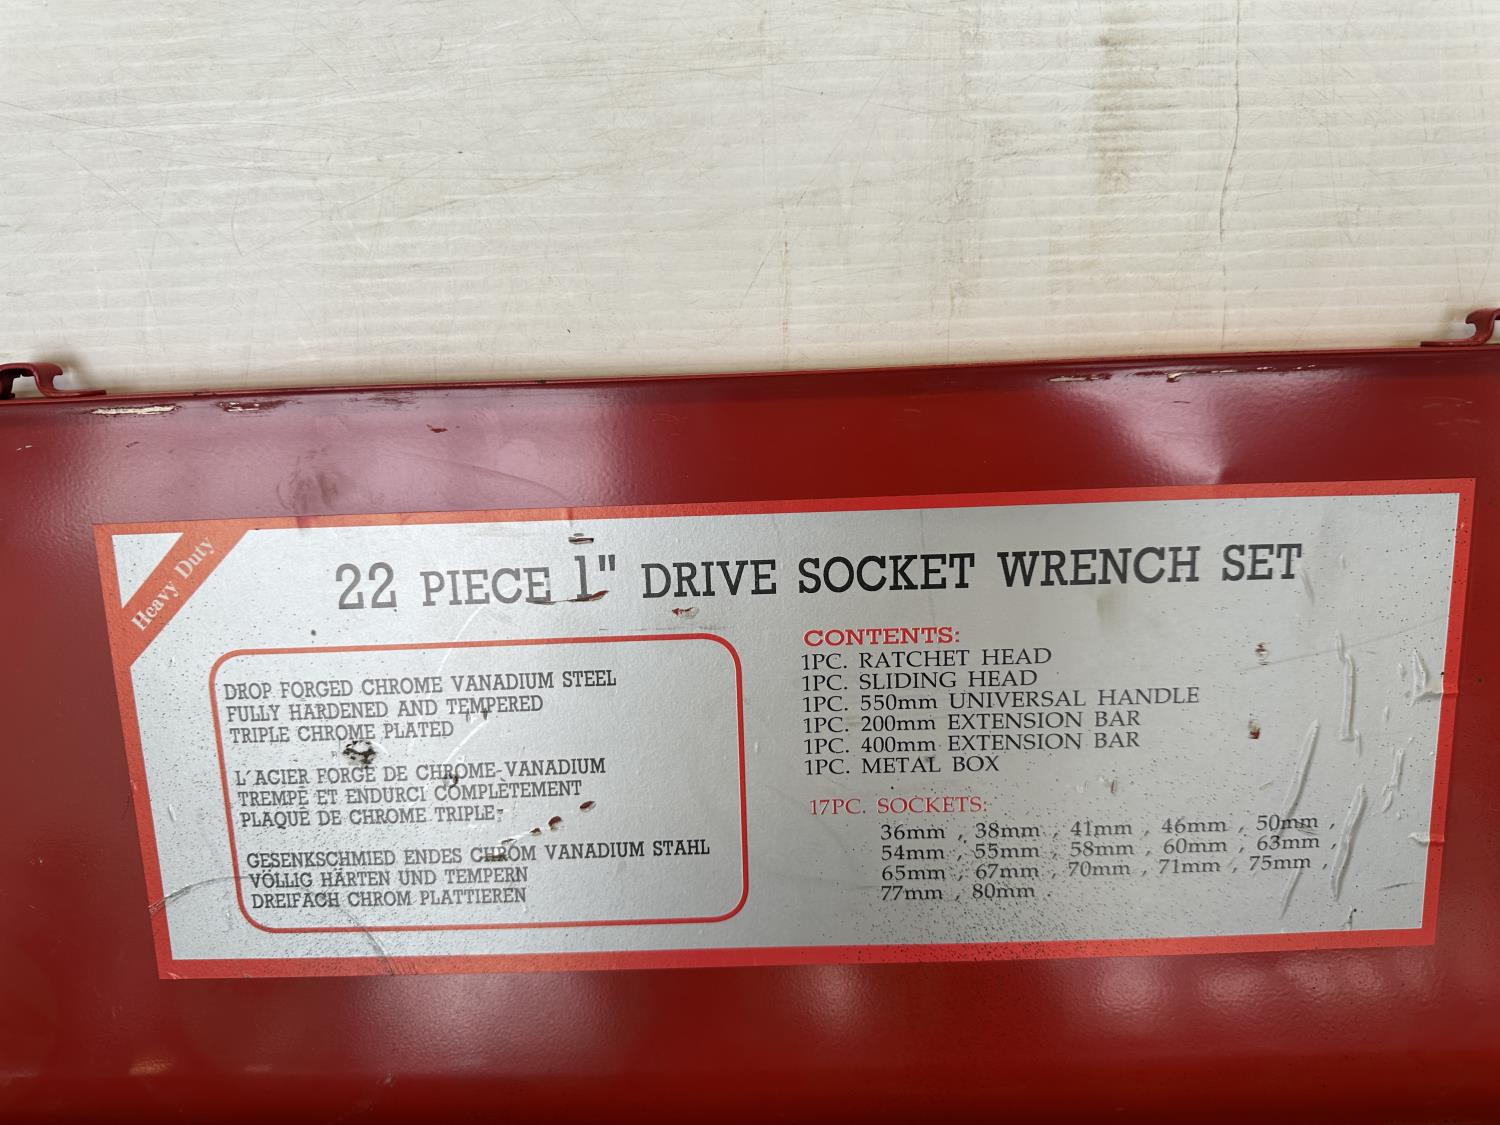 Heavy Duty
22 PIECE 1" DRIVE SOCKET WRENCH SET
DROP FORGED CHROME VANADIUM STEEL
FULLY HARDENED AND TEMPERED
TRIPLE CHROME PLATED
L'ACIER FORGÉ DE CHROME-VANADIUM
TREMPÉ ET ENDURCI COMPLÈTEMENT
PLAQUÉ DE CHROME TRIPLE.
GESENKSCHMIED ENDES CHROM VANADIUM STAHL
VÖLLIG HÄRTEN UND TEMPERN
DREIFACH CHROM PLATTIEREN
CONTENTS:
1PC. RATCHET HEAD
1PC. SLIDING HEAD
1PC. 550mm UNIVERSAL HANDLE
1PC. 200mm EXTENSION BAR
1PC. 400mm EXTENSION BAR
1PC. METAL BOX
17PC. SOCKETS:
36mm , 38mm , 41mm , 46mm , 50mm ,
54mm , 55mm , 58mm , 60mm , 63mm ,
65mm , 67mm , 70mm , 71mm , 75mm ,
77mm , 80mm